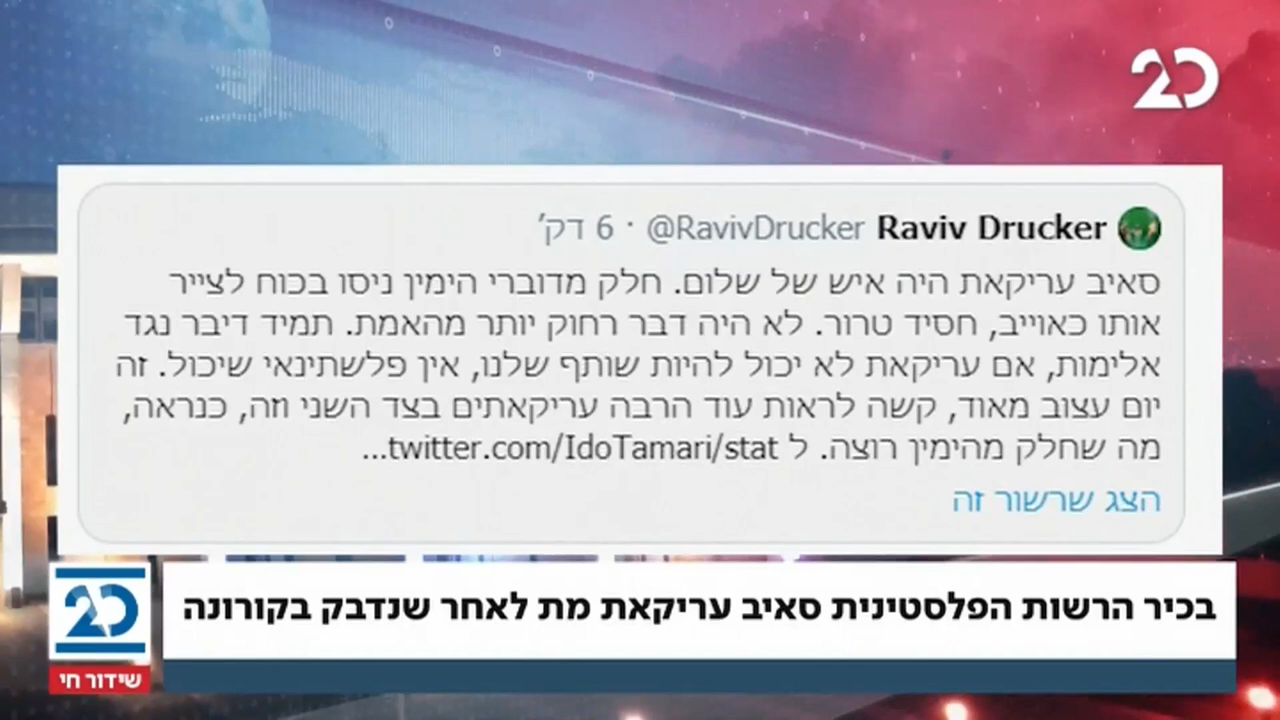 20
Raviv Drucker @RavivDrucker · 6 דק'
סאיב עריקאת היה איש של שלום. חלק מדוברי הימין ניסו בכוח לצייר
אותו כאוייב, חסיד טרור. לא היה דבר רחוק יותר מהאמת. תמיד דיבר נגד
אלימות, אם עריקאת לא יכול להיות שותף שלנו, אין פלשתינאי שיכול. זה
יום עצוב מאוד, קשה לראות עוד הרבה עריקאתים בצד השני וזה, כנראה,
מה שחלק מהימין רוצה. ל twitter.com/IdoTamari/stat...
הצג שרשור זה
בכיר הרשות הפלסטינית סאיב עריקאת מת לאחר שנדבק בקורונה
20
שידור חי